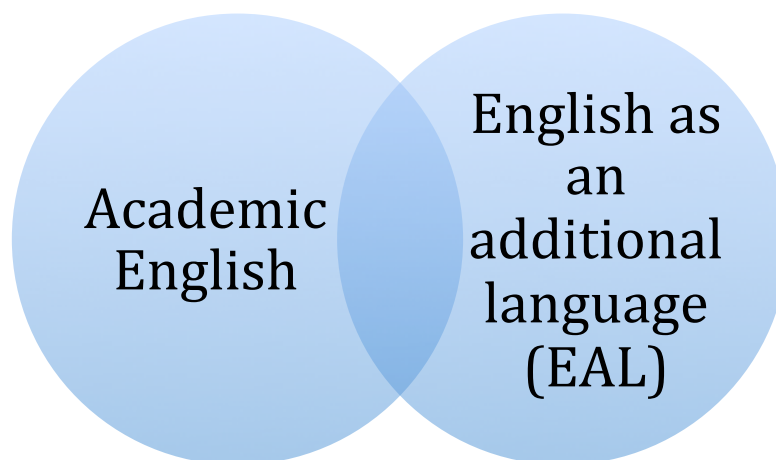 Academic
English
English as
an
additional
language
(EAL)